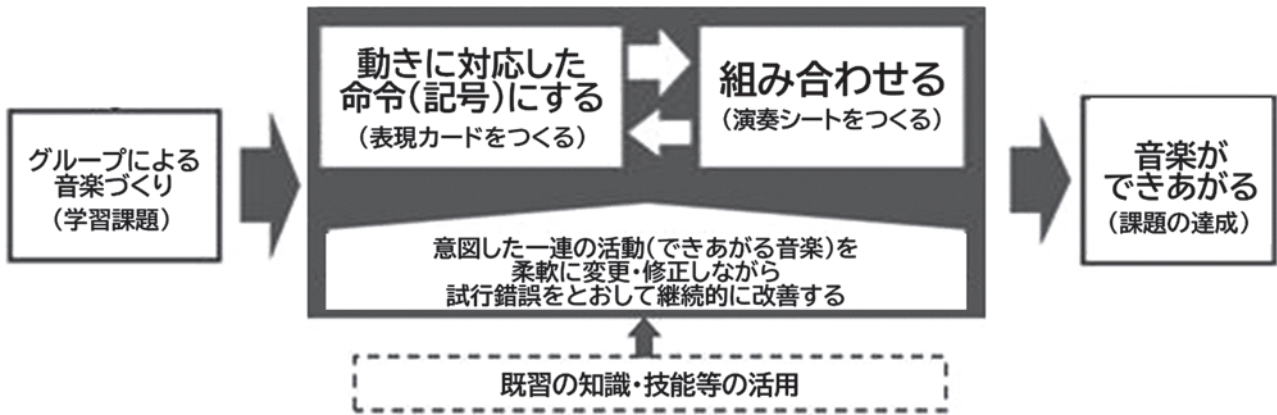 グループによる
音楽づくり
(学習課題)
動きに対応した
命令(記号)にする
(表現カードをつくる)
組み合わせる
(演奏シートをつくる)
意図した一連の活動(できあがる音楽)を
柔軟に変更・修正しながら
試行錯誤をとおして継続的に改善する
既習の知識・技能等の活用
音楽が
できあがる
(課題の達成)